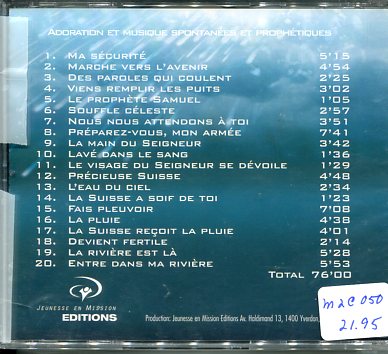 Adoration et musique spontanées et prophétiques
1. Ma sécurité 5'15
2. Marche vers l'avenir 4'54
3. Des paroles qui coulent 2'25
4. Viens remplir les puits 3'02
5. Le prophète Samuel 1'05
6. Souffle céleste 2'57
7. Nous nous attendons à toi 3'51
8. Préparez-vous, mon armée 7'41
9. La main du Seigneur 3'42
10. Lavé dans le sang 1'36
11. Le visage du Seigneur se dévoile 1'29
12. Précieuse Suisse 4'48
13. L'eau du ciel 2'34
14. La Suisse a soif de toi 1'23
15. Fais pleuvoir 7'08
16. La pluie 4'38
17. La Suisse reçoit la pluie 4'01
18. Devient fertile 2'14
19. La rivière est là 5'28
20. Entre dans ma rivière 5'53
Total 76'00
Jeunesse en Mission
EDITIONS
Production: Jeunesse en Mission Editions Av. Haldimand 13, 1400 Yverdon,
M2C 050
21.95